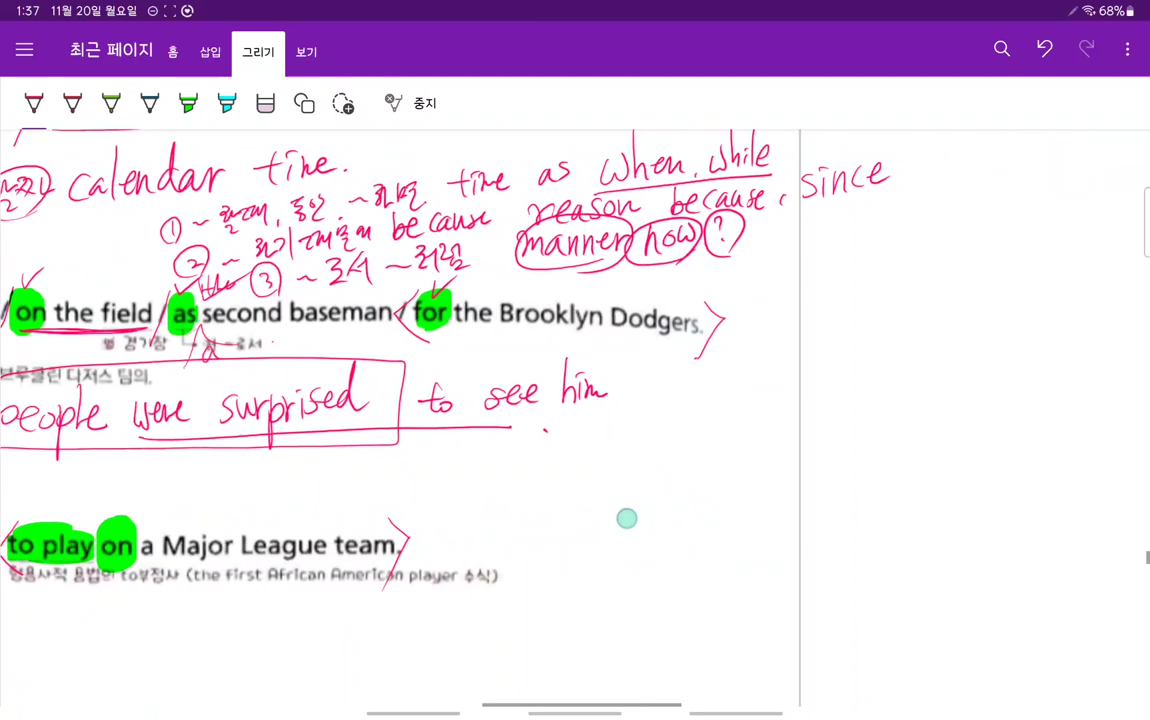 1:37 11월 20일 월요일 68%
최근 페이지 홈 삽입 그리기 보기
중지
calendar time. time as when, while
① ~ 할때, 동안, ~하면 reason because, since
② ~ 하기 때문에 because manner how ?
③ ~ 로서 ~처럼
/ on the field / as second baseman / for the Brooklyn Dodgers.
명 경기장 ~로서
a
브루클린 다저스 팀의,
people were surprised to see him
to play on a Major League team.
형용사적 용법의 to부정사 (the first African American player 수식)